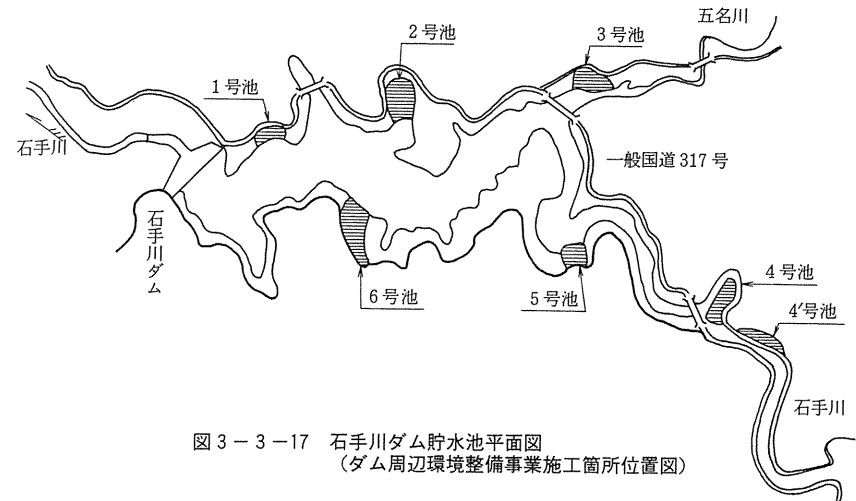 五名川
2号池
3号池
1号池
石手川
一般国道317号
石手川ダム
6号池
5号池
4号池
4′号池
石手川
図3-3-17 石手川ダム貯水池平面図
(ダム周辺環境整備事業施工箇所位置図)